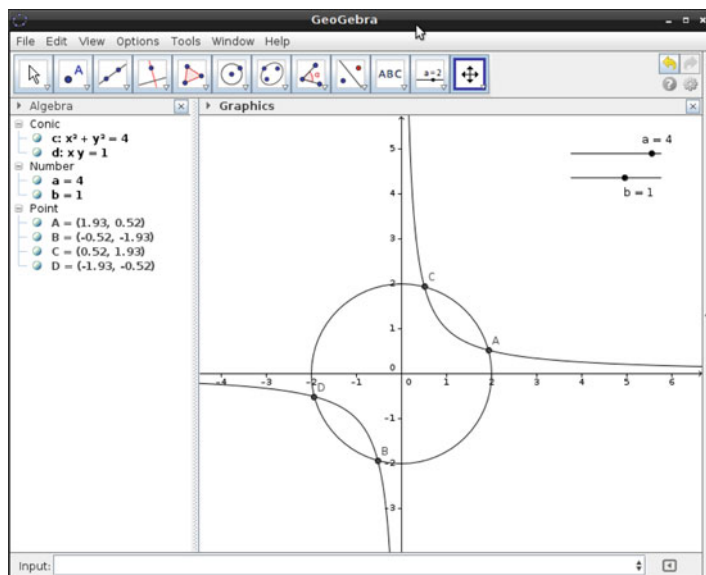 GeoGebra
File Edit View Options Tools Window Help
A
α
ABC
a=2
Algebra
Graphics
Conic
c: x² + y² = 4
d: x y = 1
Number
a = 4
b = 1
Point
A = (1.93, 0.52)
B = (-0.52, -1.93)
C = (0.52, 1.93)
D = (-1.93, -0.52)
a = 4
b = 1
5
4
3
2
1
0
-1
-2
-3
-4 -3 -2 -1 0 1 2 3 4 5 6
C
A
D
B
Input: